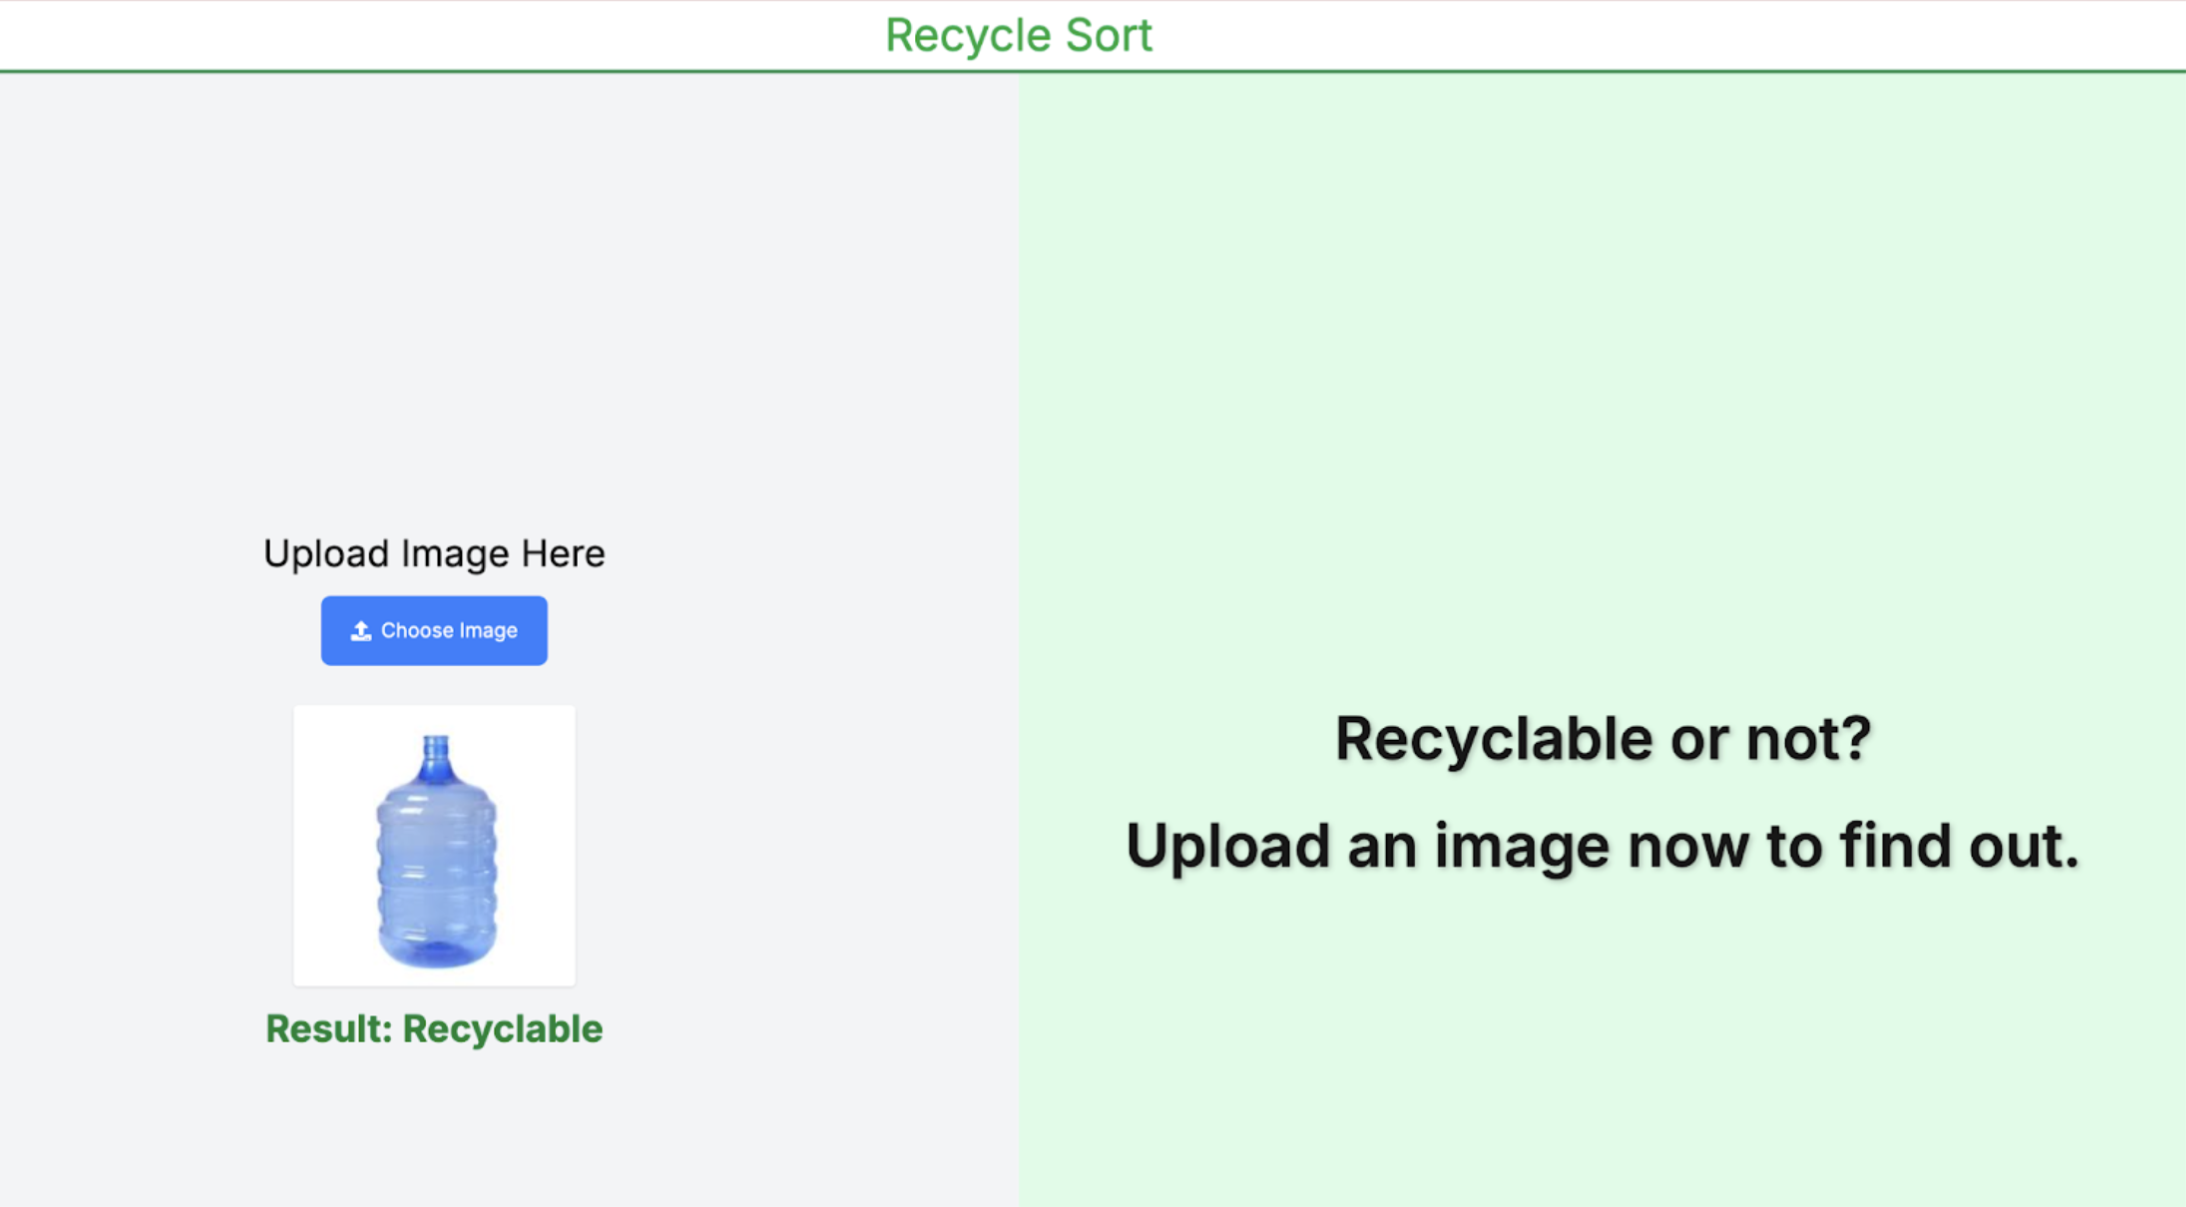 Recycle Sort
Upload Image Here
Choose Image
Result: Recyclable
Recyclable or not?
Upload an image now to find out.